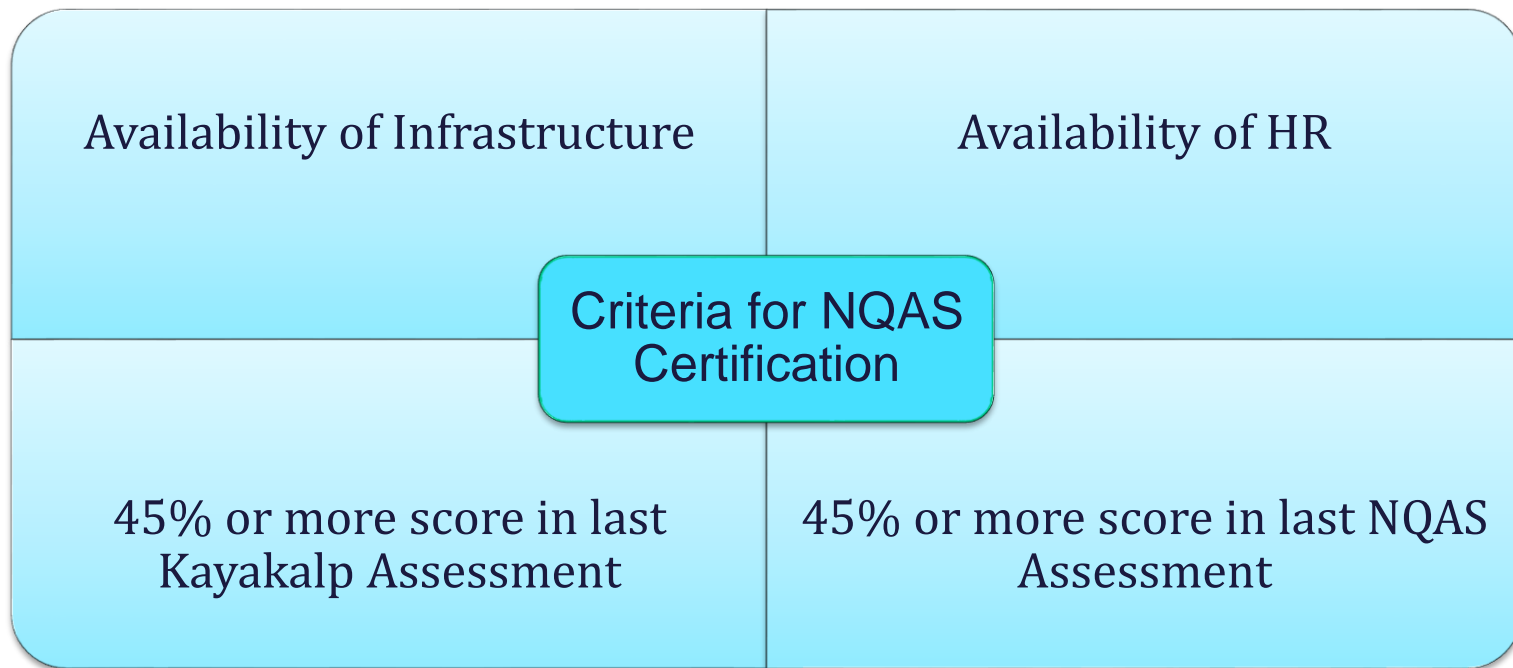 Availability of Infrastructure
Availability of HR
Criteria for NQAS
Certification
45% or more score in last
Kayakalp Assessment
45% or more score in last NQAS
Assessment